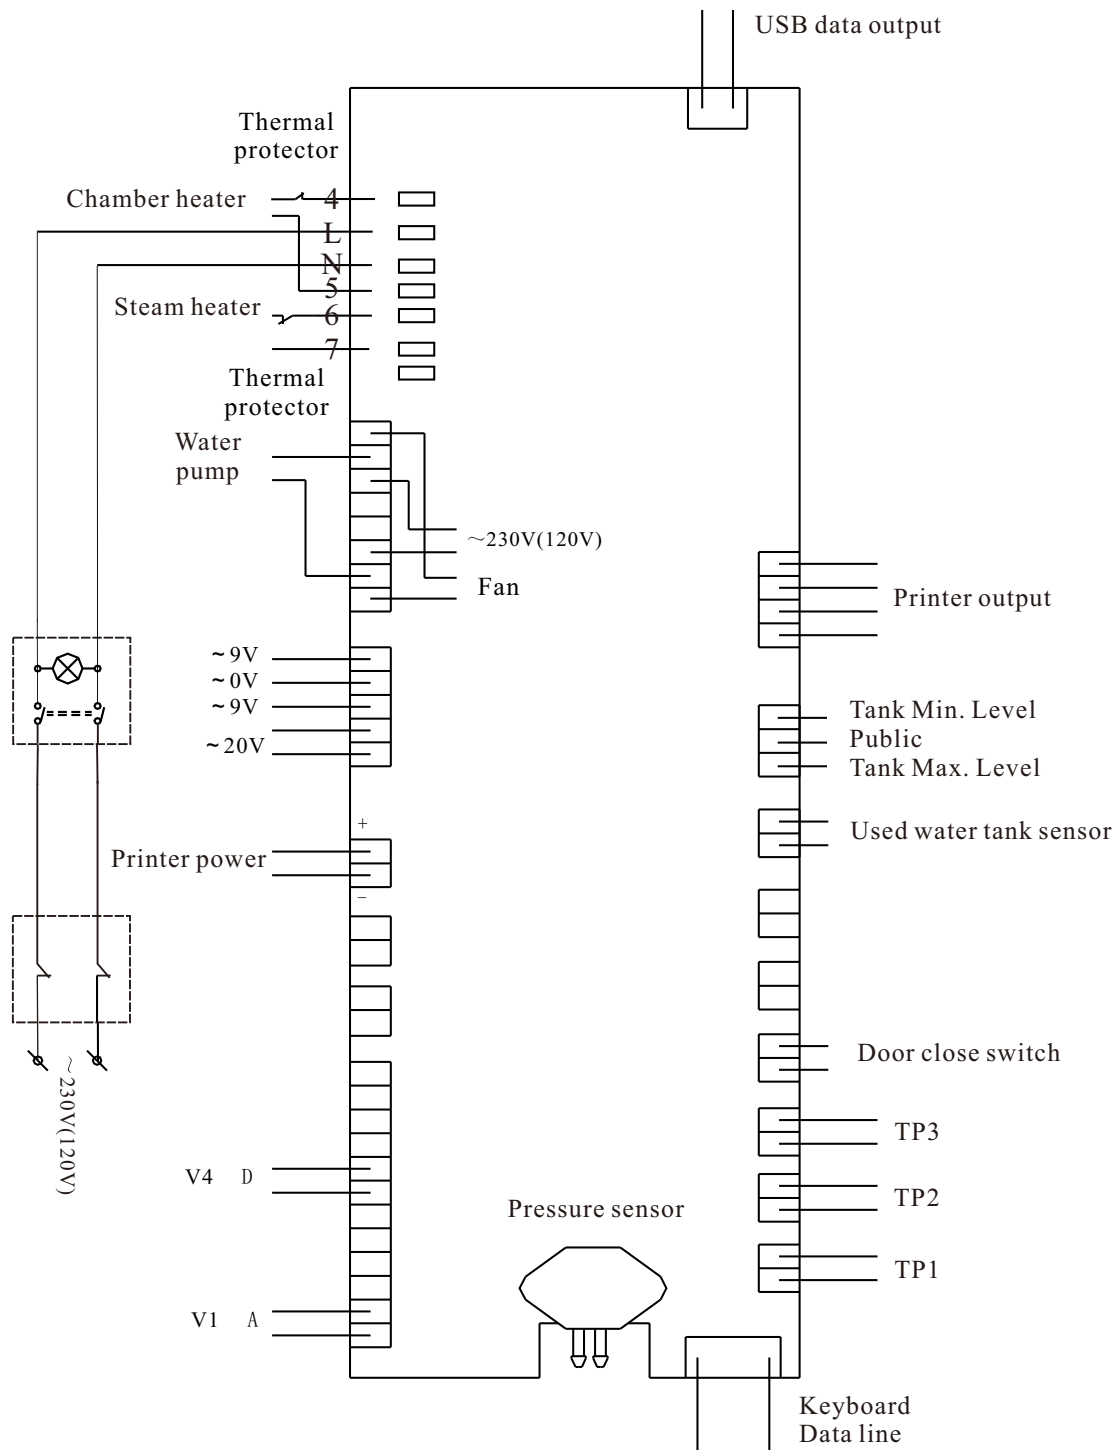 USB data output
Thermal
protector
Chamber heater
4
L
N
5
Steam heater
6
7
Thermal
protector
Water
pump
~230V(120V)
Fan
Printer output
~9V
~0V
~9V
~20V
Tank Min. Level
Public
Tank Max. Level
+
Used water tank sensor
Printer power
−
Door close switch
~230V(120V)
TP3
V4 D
TP2
Pressure sensor
TP1
V1 A
Keyboard
Data line